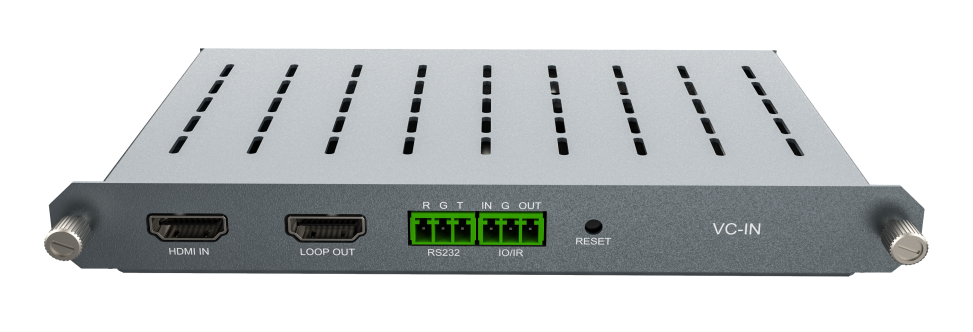 R G T IN G OUT
HDMI IN LOOP OUT RS232 IO/IR RESET VC-IN